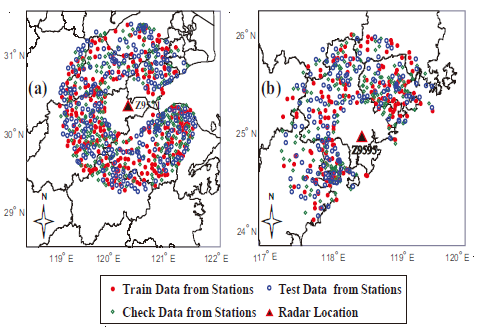 31° N
30° N
29° N
(a)
Z9
N
119° E 120° E 121° E 122° E
26° N
25° N
24° N
(b)
N
117° E 118° E 119° E 120° E
Train Data from Stations Test Data from Stations
Check Data from Stations Radar Location